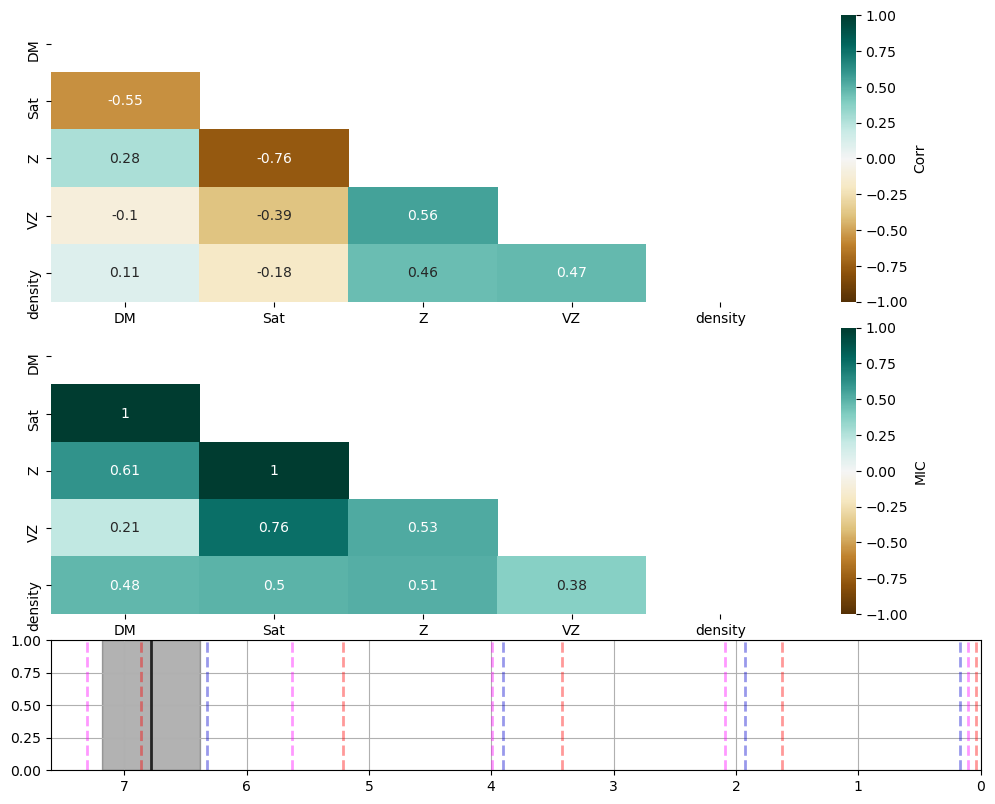 DM
Sat
Z
VZ
density
-0.55
0.28 -0.76
-0.1 -0.39 0.56
0.11 -0.18 0.46 0.47
DM Sat Z VZ density
1.00
0.75
0.50
0.25
0.00
−0.25
−0.50
−0.75
−1.00
Corr
DM
Sat
Z
VZ
density
1
0.61 1
0.21 0.76 0.53
0.48 0.5 0.51 0.38
DM Sat Z VZ density
1.00
0.75
0.50
0.25
0.00
−0.25
−0.50
−0.75
−1.00
MIC
1.00
0.75
0.50
0.25
0.00
7 6 5 4 3 2 1 0